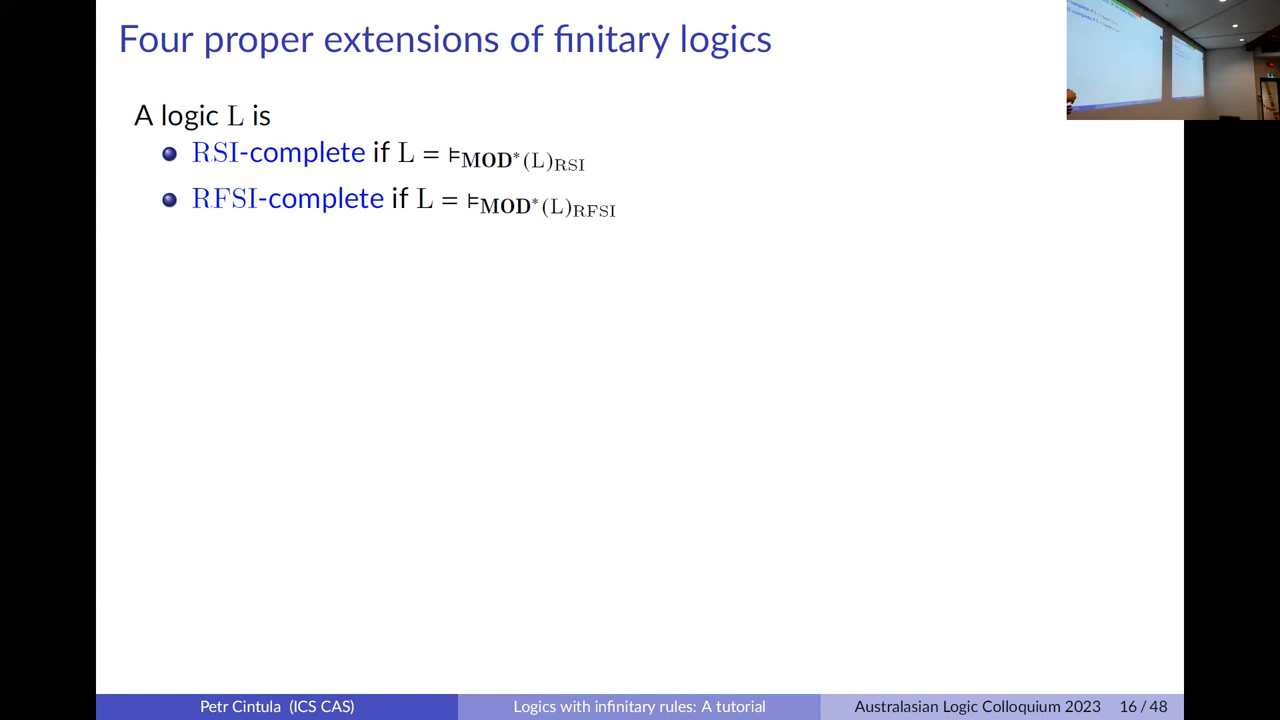 Four proper extensions of finitary logics
A logic L is
RSI-complete if L = ⊨MOD*(L)RSI
RFSI-complete if L = ⊨MOD*(L)RFSI
Petr Cintula (ICS CAS) Logics with infinitary rules: A tutorial Australasian Logic Colloquium 2023 16 / 48